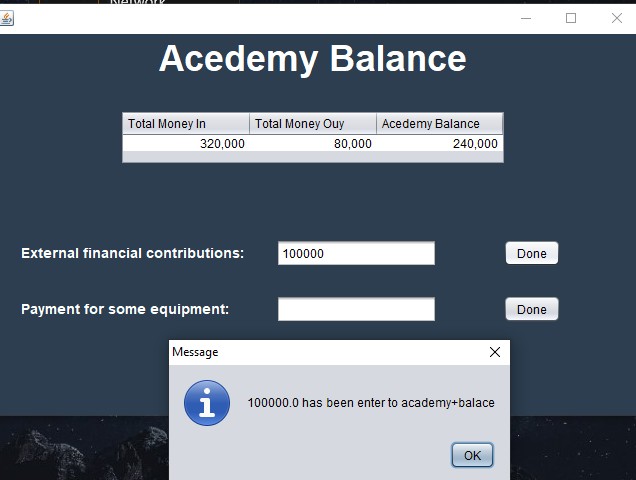 Network
Acedemy Balance
Total Money In Total Money Ouy Acedemy Balance
320,000 80,000 240,000
External financial contributions: 100000 Done
Payment for some equipment: Done
Message
100000.0 has been enter to academy+balace
OK